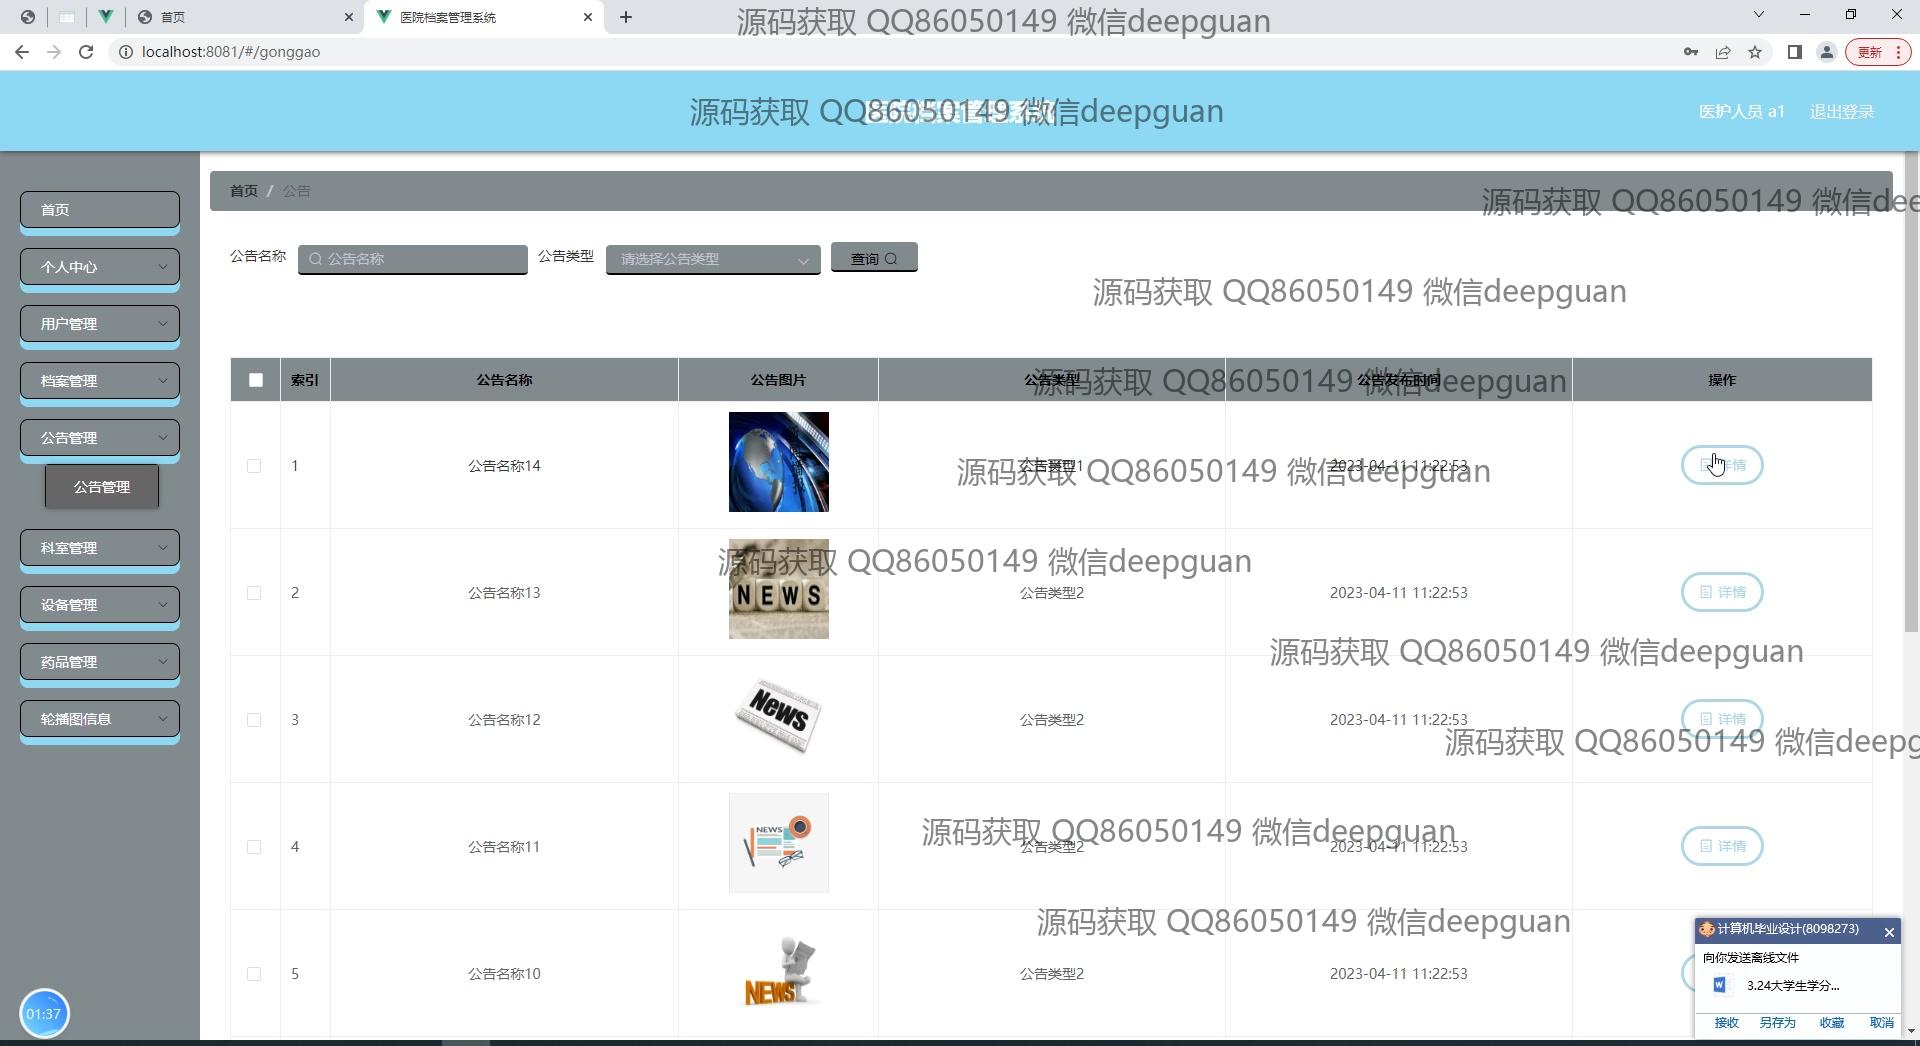 首页
医院档案管理系统
源码获取 QQ86050149 微信deepguan
localhost:8081/#/gonggao
更新
源码获取 QQ86050149 微信deepguan
医护人员 a1
退出登录
首页 / 公告
源码获取 QQ86050149 微信dee
首页
个人中心
用户管理
档案管理
公告管理
公告管理
科室管理
设备管理
药品管理
轮播图信息
公告名称
公告名称
公告类型
请选择公告类型
查询
源码获取 QQ86050149 微信deepguan
索引 公告名称 公告图片 公告类型 公告发布时间 操作
源码获取 QQ86050149 微信deepguan
1 公告名称14 公告类型1 2023-04-11 11:22:53 详情
源码获取 QQ86050149 微信deepguan
源码获取 QQ86050149 微信deepguan
2 公告名称13 NEWS 公告类型2 2023-04-11 11:22:53 详情
源码获取 QQ86050149 微信deepguan
3 公告名称12 News 公告类型2 2023-04-11 11:22:53 详情
源码获取 QQ86050149 微信deepg
源码获取 QQ86050149 微信deepguan
4 公告名称11 NEWS 公告类型2 2023-04-11 11:22:53 详情
源码获取 QQ86050149 微信deepguan
5 公告名称10 NEWS 公告类型2 2023-04-11 11:22:53
计算机毕业设计(8098273)
向你发送离线文件
3.24大学生学分...
接收 另存为 收藏 取消
01:37